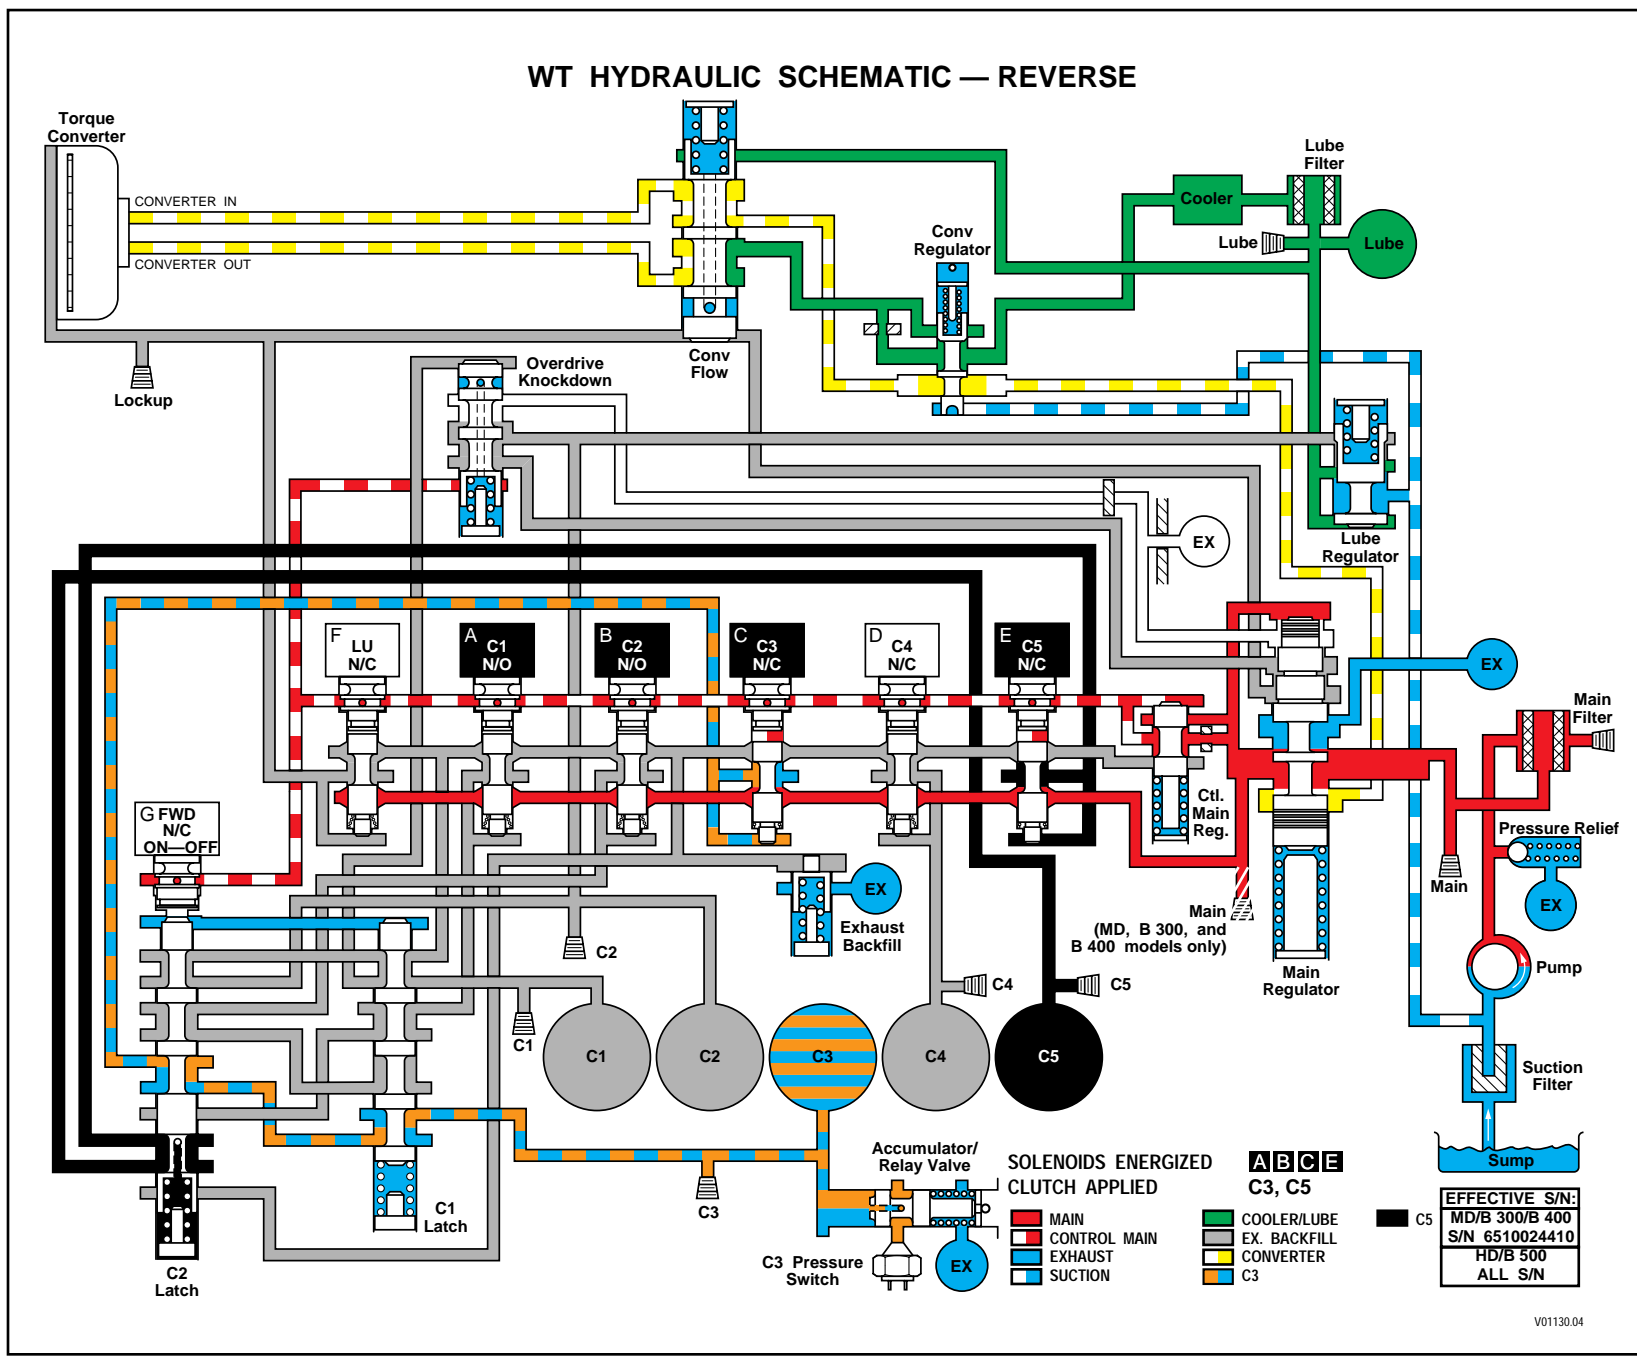 WT HYDRAULIC SCHEMATIC — REVERSE
Torque
Converter
CONVERTER IN
CONVERTER OUT
Lockup
Conv
Flow
Overdrive
Knockdown
Conv
Regulator
Cooler
Lube
Filter
Lube
Lube
Lube
Regulator
EX
EX
F
LU
N/C
A
C1
N/O
B
C2
N/O
C
C3
N/C
D
C4
N/C
E
C5
N/C
G FWD
N/C
ON—OFF
Ctl.
Main
Reg.
Main
Filter
Pressure Relief
EX
Main
Main
(MD, B 300, and
B 400 models only)
Main
Regulator
Pump
Suction
Filter
Sump
EX
Exhaust
Backfill
C2
C1
C4
C5
C1
C2
C3
C4
C5
C3
C1
Latch
C2
Latch
Accumulator/
Relay Valve
C3 Pressure
Switch
EX
SOLENOIDS ENERGIZED
A B C E
CLUTCH APPLIED
C3, C5
MAIN
CONTROL MAIN
EXHAUST
SUCTION
COOLER/LUBE
EX. BACKFILL
CONVERTER
C3
C5
EFFECTIVE S/N:
MD/B 300/B 400
S/N 6510024410
HD/B 500
ALL S/N
V01130.04